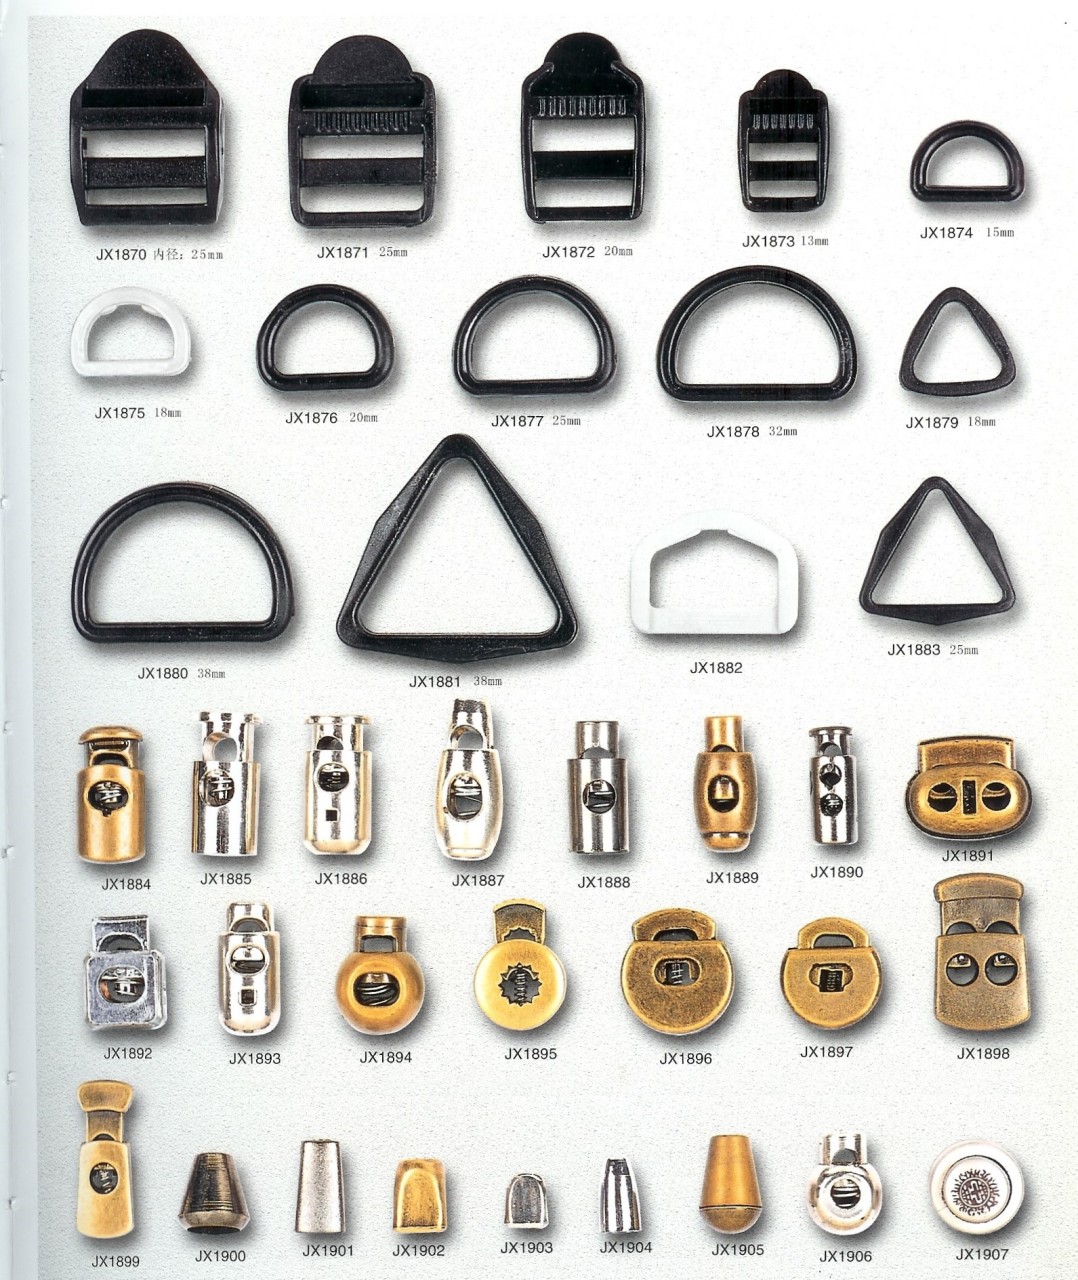 JX1870 内径：25mm
JX1871 25mm
JX1872 20mm
JX1873 13mm
JX1874 15mm
JX1875 18mm
JX1876 20mm
JX1877 25mm
JX1878 32mm
JX1879 18mm
JX1880 38mm
JX1881 38mm
JX1882
JX1883 25mm
JX1884
JX1885
JX1886
JX1887
JX1888
JX1889
JX1890
JX1891
JX1892
JX1893
JX1894
JX1895
JX1896
JX1897
JX1898
JX1899
JX1900
JX1901
JX1902
JX1903
JX1904
JX1905
JX1906
JX1907